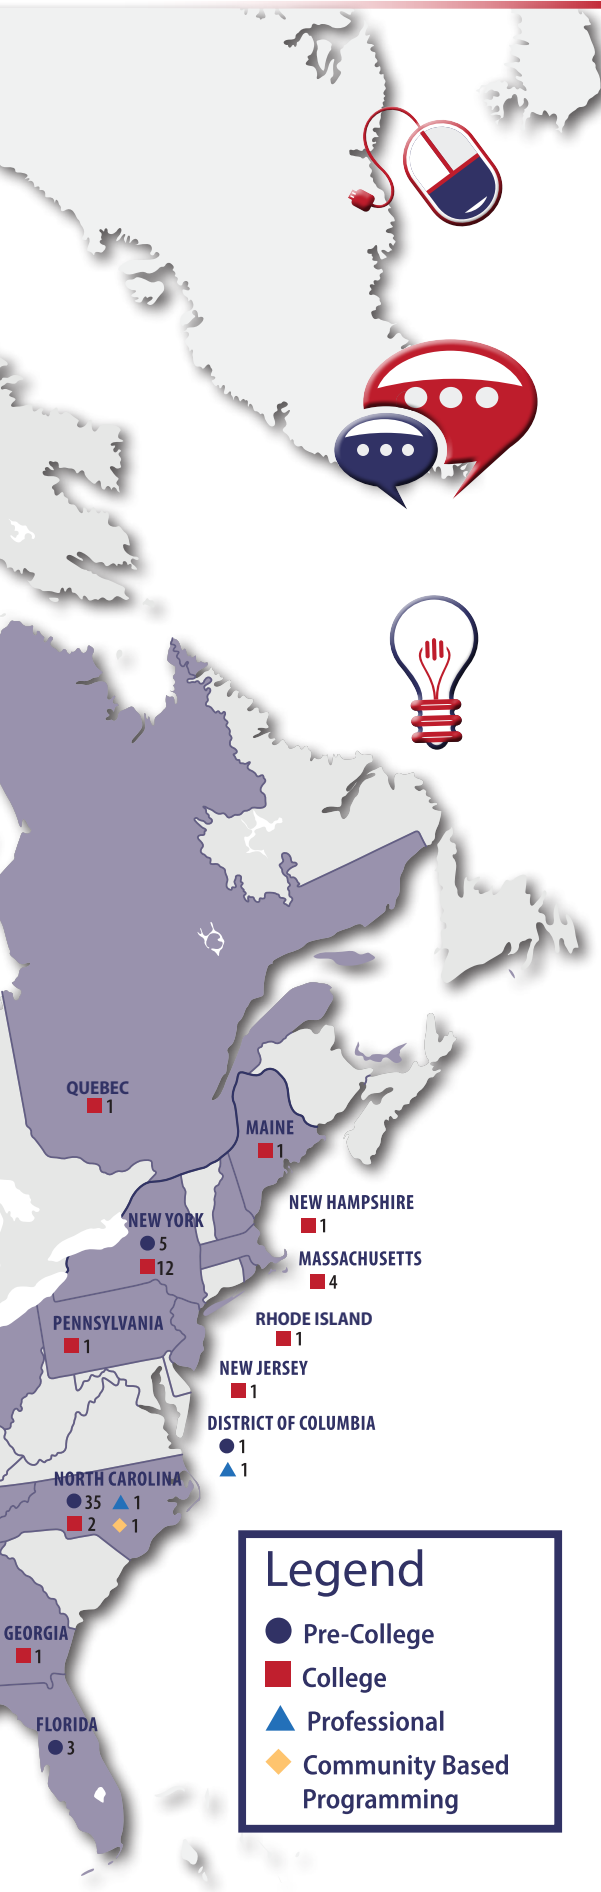 QUEBEC
1
MAINE
1
NEW HAMPSHIRE
1
NEW YORK
5
12
MASSACHUSETTS
4
PENNSYLVANIA
1
RHODE ISLAND
1
NEW JERSEY
1
DISTRICT OF COLUMBIA
1
1
NORTH CAROLINA
35 1
2 1
GEORGIA
1
FLORIDA
3
Legend
Pre-College
College
Professional
Community Based
Programming